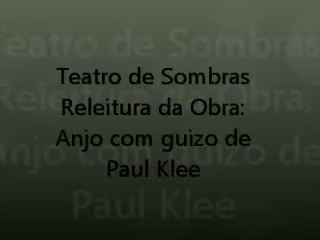 Teatro de Sombras
Releitura da Obra:
Anjo com guizo de
Paul Klee